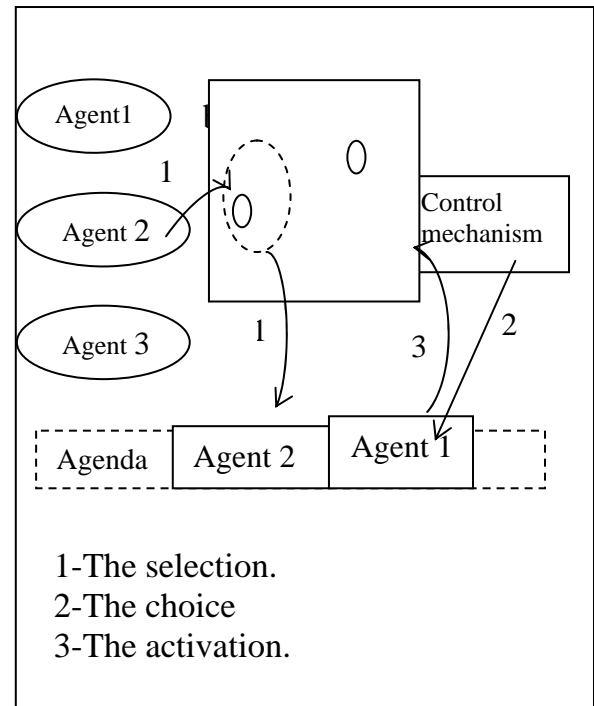 Agent1
1
Agent 2
Control
mechanism
Agent 3
1
3
2
Agenda
Agent 2
Agent 1
1-The selection.
2-The choice
3-The activation.